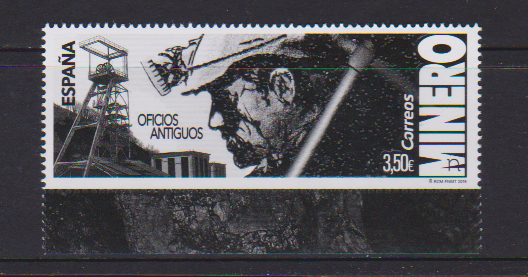 ESPAÑA
OFICIOS
ANTIGUOS
3,50€
Correos
MINERO